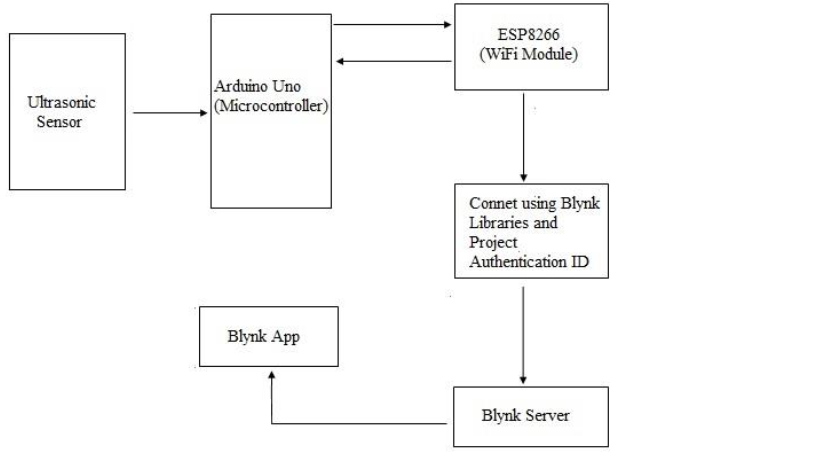 Ultrasonic
Sensor
Arduino Uno
(Microcontroller)
ESP8266
(WiFi Module)
Connet using Blynk
Libraries and
Project
Authentication ID
Blynk Server
Blynk App